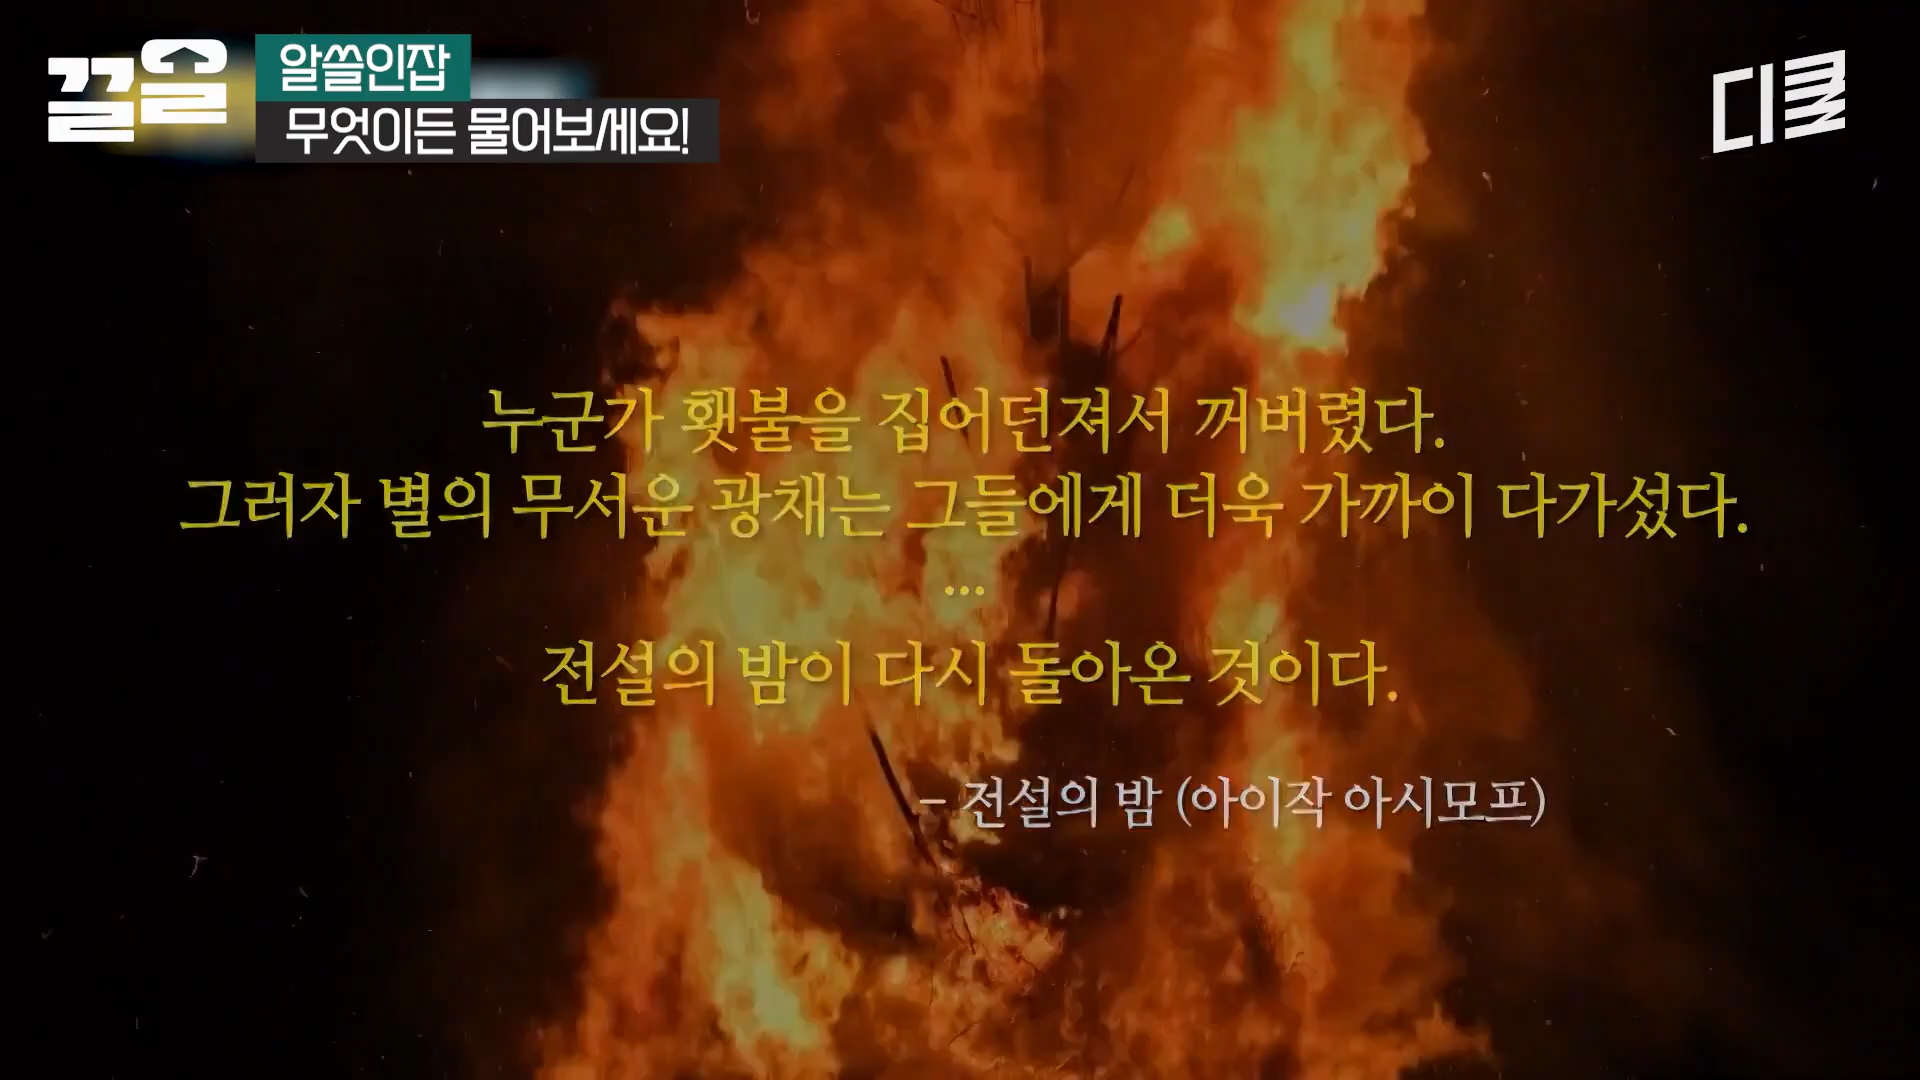 끌올
알쓸인잡
무엇이든 물어보세요!
디글
누군가 횃불을 집어던져서 꺼버렸다.
그러자 별의 무서운 광채는 그들에게 더욱 가까이 다가섰다.
...
전설의 밤이 다시 돌아온 것이다.
- 전설의 밤 (아이작 아시모프)